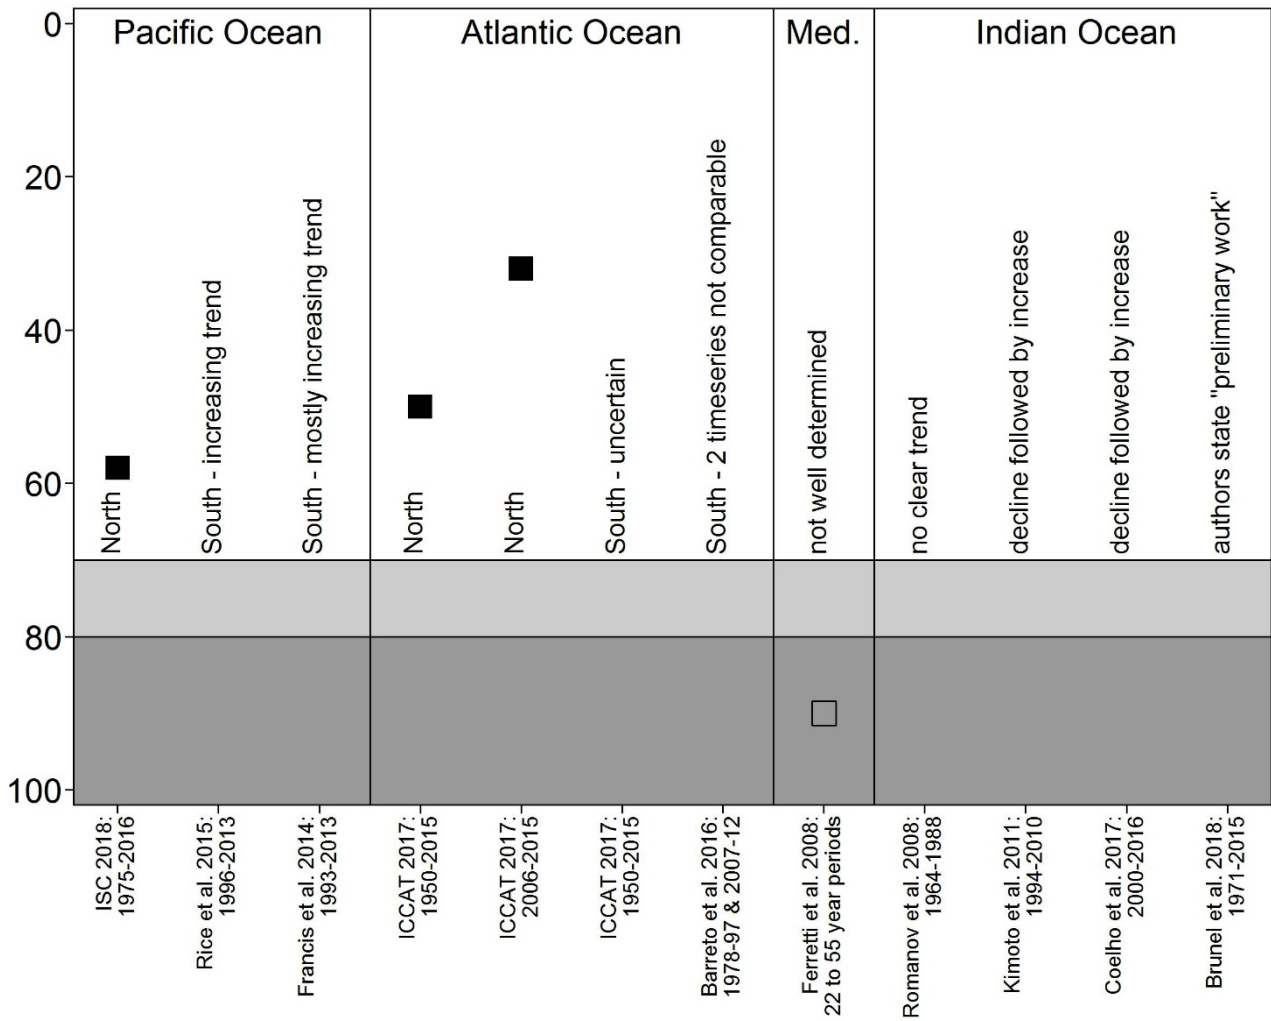 Pacific Ocean
Atlantic Ocean
Med.
Indian Ocean
0
20
40
60
80
100
North
South - increasing trend
South - mostly increasing trend
North
North
South - uncertain
South - 2 timeseries not comparable
not well determined
no clear trend
decline followed by increase
decline followed by increase
authors state "preliminary work"
ISC 2018:
1975-2016
Rice et al. 2015:
1996-2013
Francis et al. 2014:
1993-2013
ICCAT 2017:
1950-2015
ICCAT 2017:
2006-2015
ICCAT 2017:
1950-2015
Barreto et al. 2016:
1978-97 & 2007-12
Ferretti et al. 2008:
22 to 55 year periods
Romanov et al. 2008:
1964-1988
Kimoto et al. 2011:
1994-2010
Coelho et al. 2017:
2000-2016
Brunel et al. 2018:
1971-2015